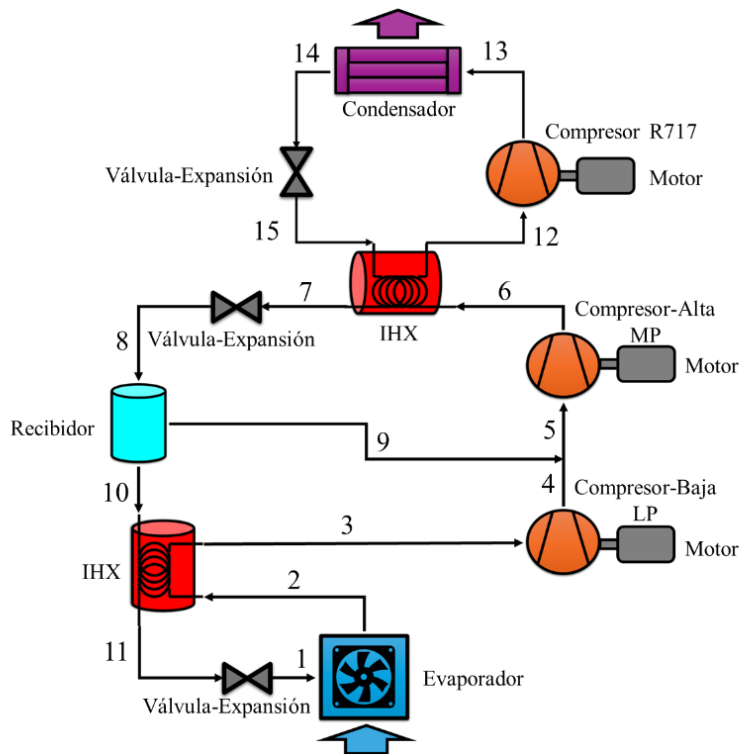 14
13
Condensador
Compresor R717
Válvula-Expansión
Motor
15
12
7
6
IHX
Compresor-Alta
MP
Válvula-Expansión
8
Motor
Recibidor
9
5
10
4
Compresor-Baja
LP
3
IHX
Motor
2
11
1
Evaporador
Válvula-Expansión